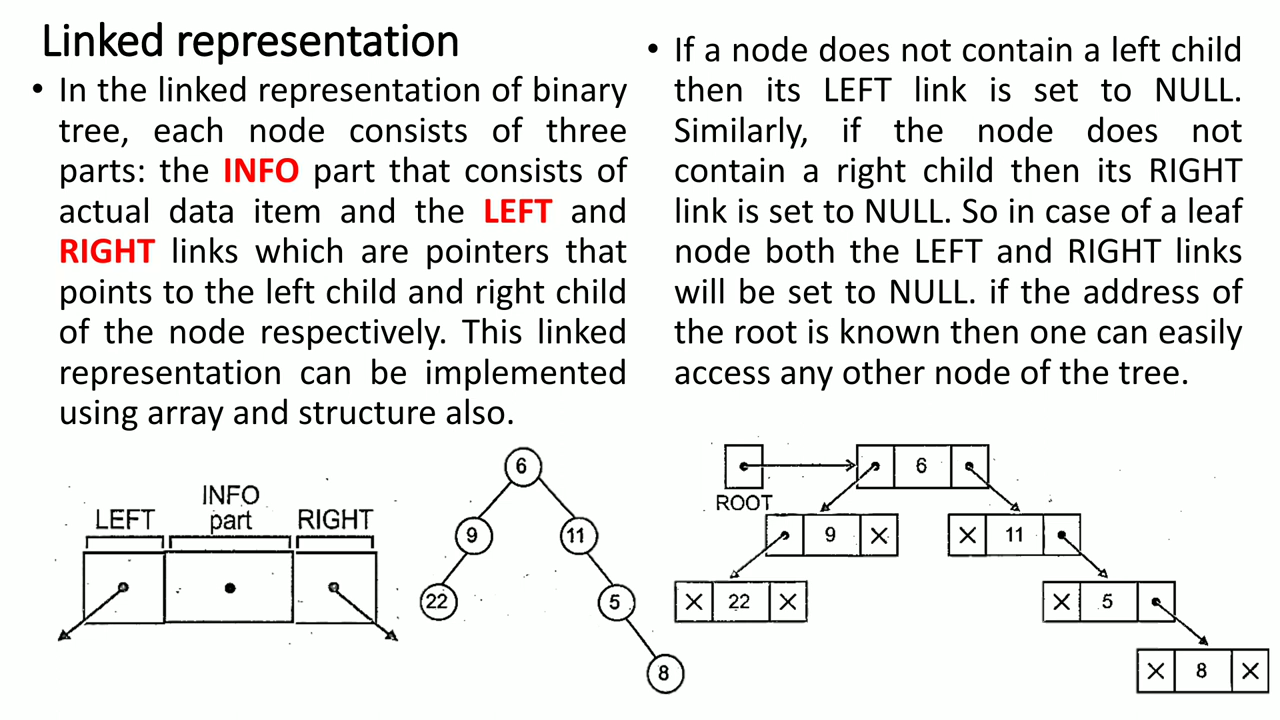 Linked representation
• In the linked representation of binary
tree, each node consists of three
parts: the INFO part that consists of
actual data item and the LEFT and
RIGHT links which are pointers that
points to the left child and right child
of the node respectively. This linked
representation can be implemented
using array and structure also.
• If a node does not contain a left child
then its LEFT link is set to NULL.
Similarly, if the node does not
contain a right child then its RIGHT
link is set to NULL. So in case of a leaf
node both the LEFT and RIGHT links
will be set to NULL. if the address of
the root is known then one can easily
access any other node of the tree.
LEFT
INFO
part
RIGHT
6
9
11
22
5
8
ROOT
6
9 X
X 11
X 22 X
X 5
X 8 X